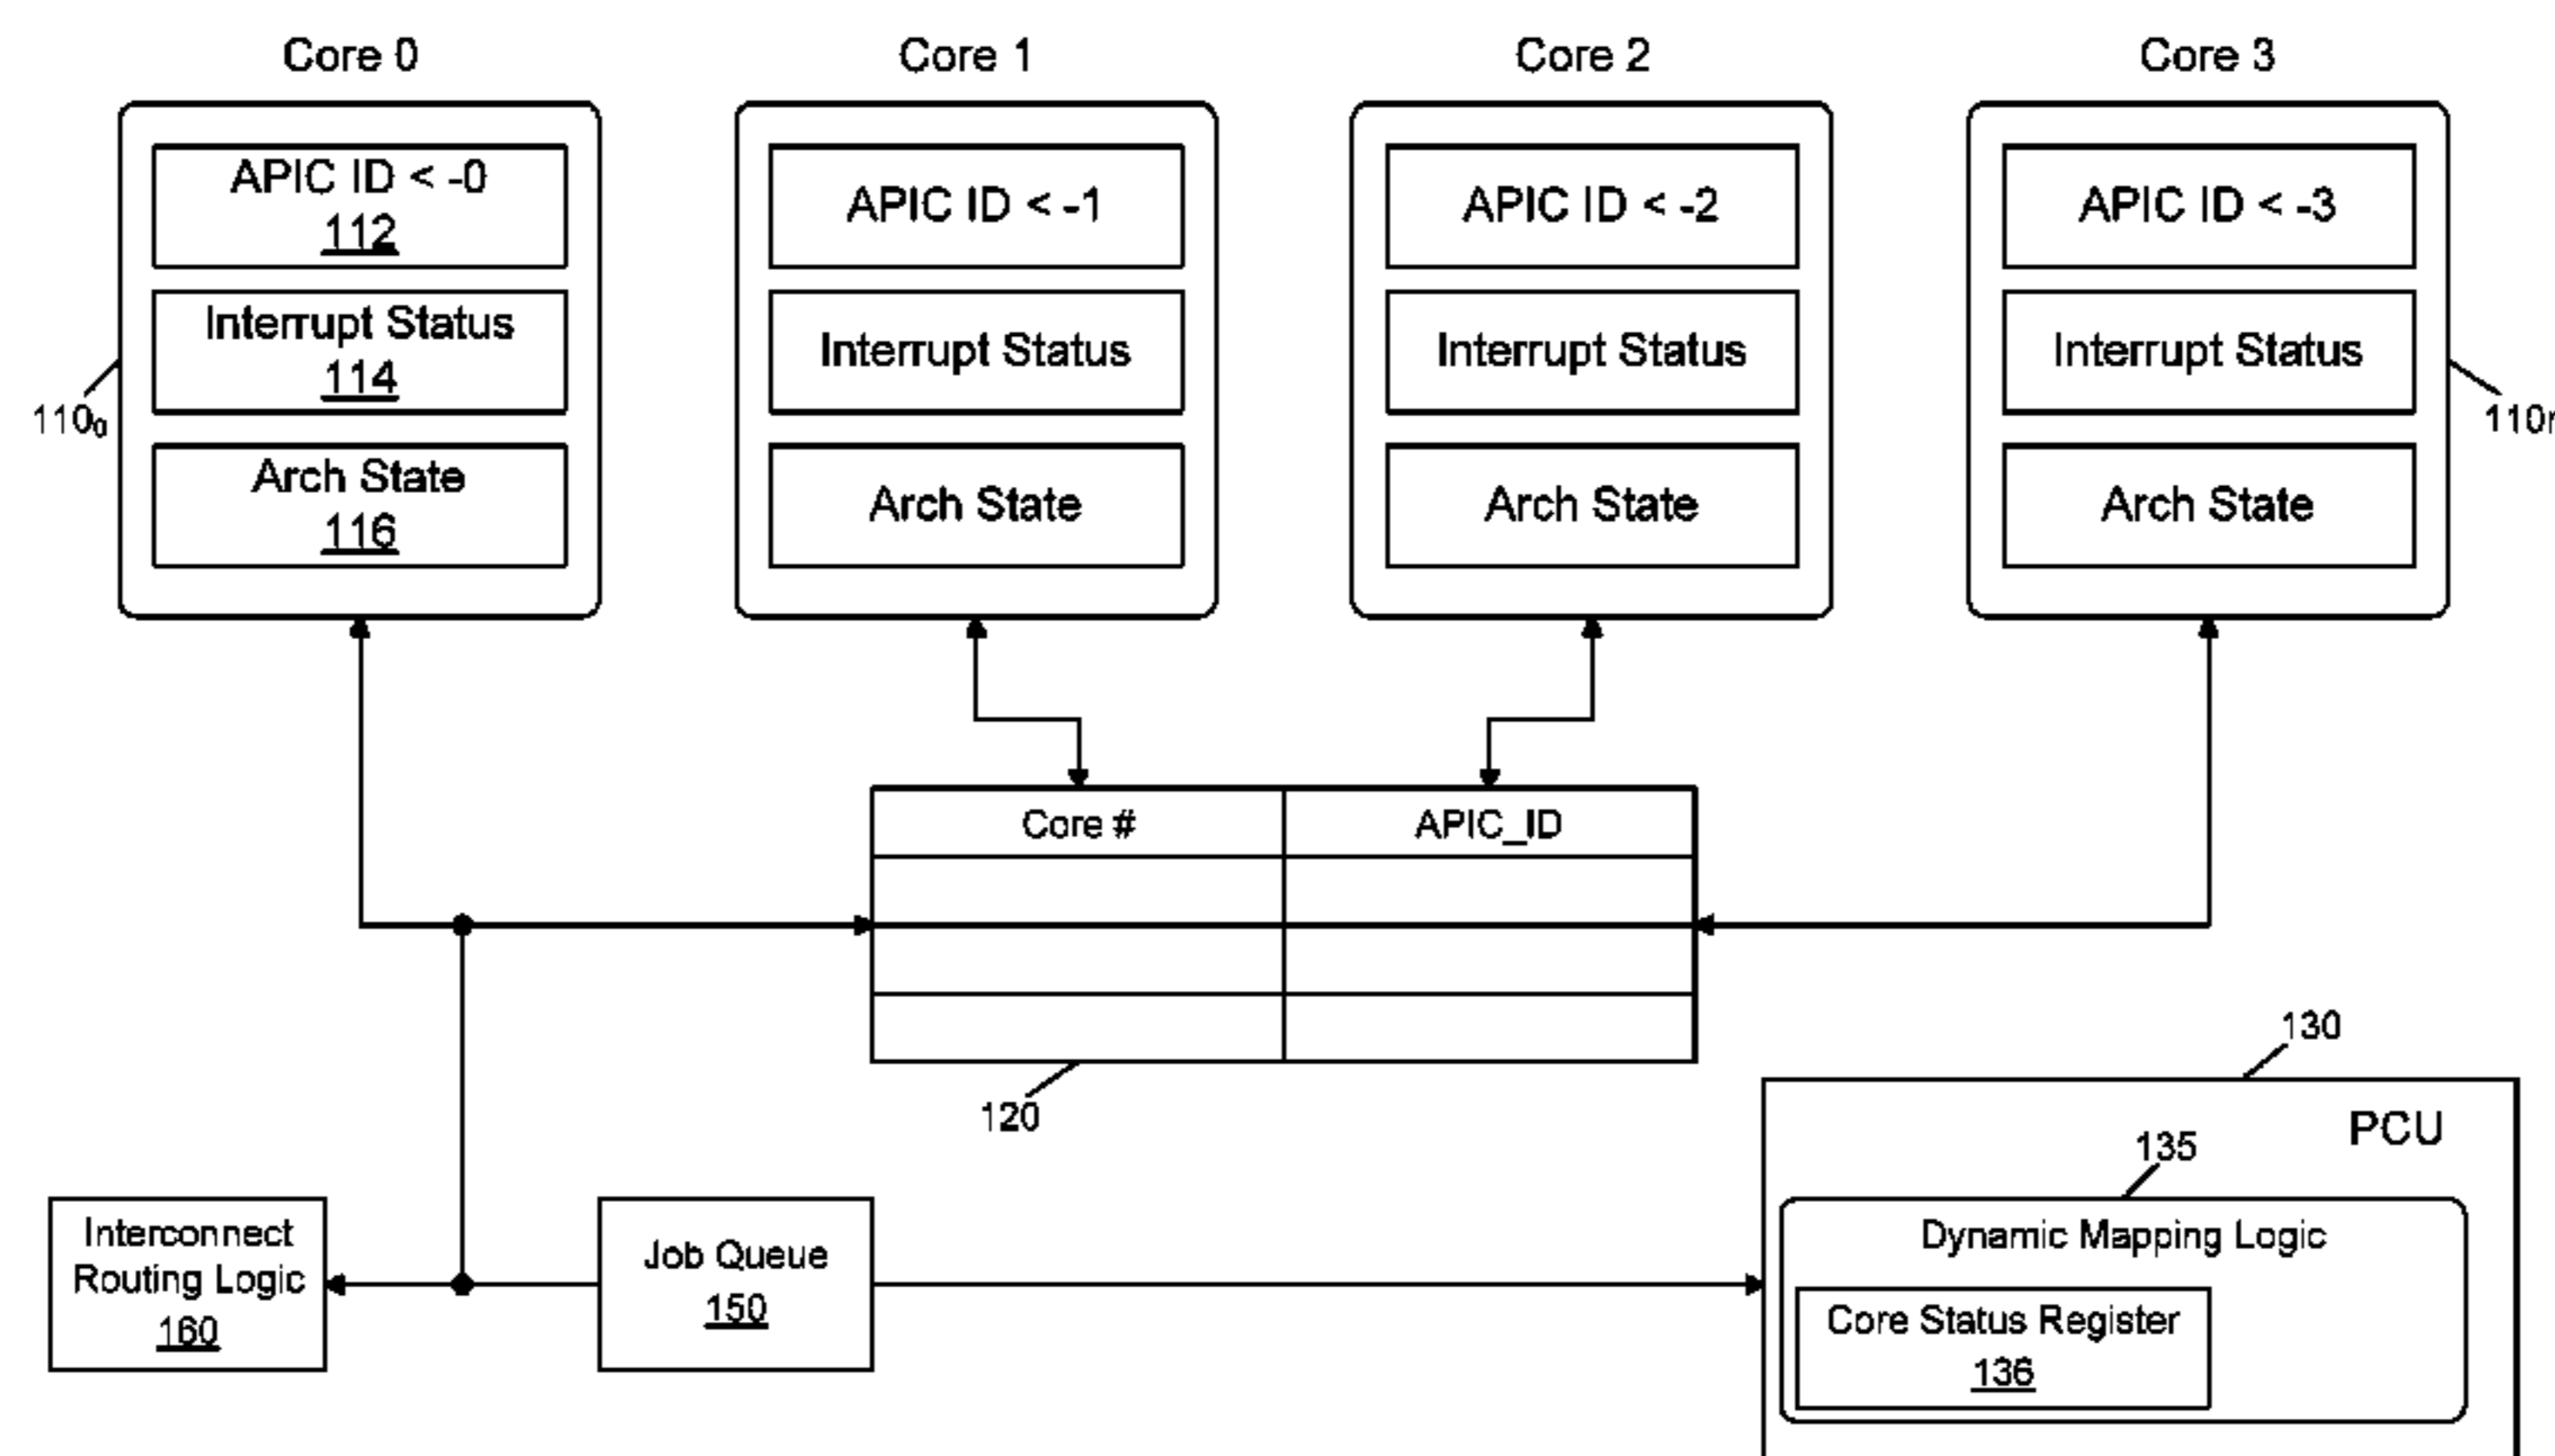 Core 0
Core 1
Core 2
Core 3
APIC ID < -0
112
Interrupt Status
114
Arch State
116
110₀
APIC ID < -1
Interrupt Status
Arch State
APIC ID < -2
Interrupt Status
Arch State
APIC ID < -3
Interrupt Status
Arch State
Core #
APIC_ID
120
130
PCU
135
Dynamic Mapping Logic
Core Status Register
136
Interconnect
Routing Logic
160
Job Queue
150